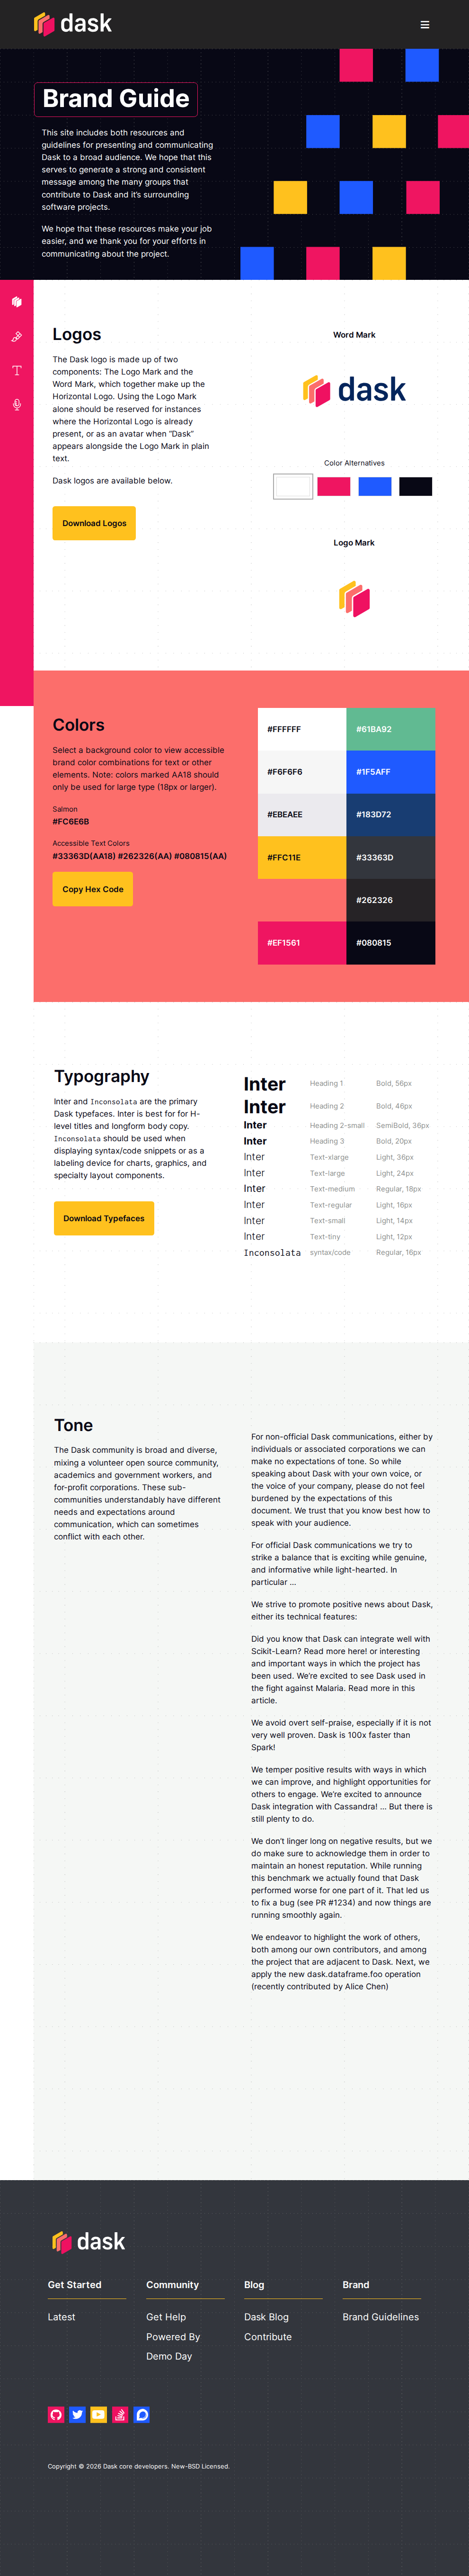 dask
Brand Guide
This site includes both resources and
guidelines for presenting and communicating
Dask to a broad audience. We hope that this
serves to generate a strong and consistent
message among the many groups that
contribute to Dask and it's surrounding
software projects.
We hope that these resources make your job
easier, and we thank you for your efforts in
communicating about the project.
Logos
The Dask logo is made up of two
components: The Logo Mark and the
Word Mark, which together make up the
Horizontal Logo. Using the Logo Mark
alone should be reserved for instances
where the Horizontal Logo is already
present, or as an avatar when “Dask”
appears alongside the Logo Mark in plain
text.
Dask logos are available below.
Download Logos
Word Mark
dask
Color Alternatives
Logo Mark
Colors
Select a background color to view accessible
brand color combinations for text or other
elements. Note: colors marked AA18 should
only be used for large type (18px or larger).
Salmon
#FC6E6B
Accessible Text Colors
#33363D(AA18) #262326(AA) #080815(AA)
Copy Hex Code
#FFFFFF
#61BA92
#F6F6F6
#1F5AFF
#EBEAEE
#183D72
#FFC11E
#33363D
#262326
#EF1561
#080815
Typography
Inter and Inconsolata are the primary
Dask typefaces. Inter is best for for H-
level titles and longform body copy.
Inconsolata should be used when
displaying syntax/code snippets or as a
labeling device for charts, graphics, and
specialty layout components.
Download Typefaces
Inter Heading 1 Bold, 56px
Inter Heading 2 Bold, 46px
Inter Heading 2-small SemiBold, 36px
Inter Heading 3 Bold, 20px
Inter Text-xlarge Light, 36px
Inter Text-large Light, 24px
Inter Text-medium Regular, 18px
Inter Text-regular Light, 16px
Inter Text-small Light, 14px
Inter Text-tiny Light, 12px
Inconsolata syntax/code Regular, 16px
Tone
The Dask community is broad and diverse,
mixing a volunteer open source community,
academics and government workers, and
for-profit corporations. These sub-
communities understandably have different
needs and expectations around
communication, which can sometimes
conflict with each other.
For non-official Dask communications, either by
individuals or associated corporations we can
make no expectations of tone. So while
speaking about Dask with your own voice, or
the voice of your company, please do not feel
burdened by the expectations of this
document. We trust that you know best how to
speak with your audience.
For official Dask communications we try to
strike a balance that is exciting while genuine,
and informative while light-hearted. In
particular ...
We strive to promote positive news about Dask,
either its technical features:
Did you know that Dask can integrate well with
Scikit-Learn? Read more here! or interesting
and important ways in which the project has
been used. We're excited to see Dask used in
the fight against Malaria. Read more in this
article.
We avoid overt self-praise, especially if it is not
very well proven. Dask is 100x faster than
Spark!
We temper positive results with ways in which
we can improve, and highlight opportunities for
others to engage. We're excited to announce
Dask integration with Cassandra! ... But there is
still plenty to do.
We don't linger long on negative results, but we
do make sure to acknowledge them in order to
maintain an honest reputation. While running
this benchmark we actually found that Dask
performed worse for one part of it. That led us
to fix a bug (see PR #1234) and now things are
running smoothly again.
We endeavor to highlight the work of others,
both among our own contributors, and among
the project that are adjacent to Dask. Next, we
apply the new dask.dataframe.foo operation
(recently contributed by Alice Chen)
dask
Get Started
Latest
Community
Get Help
Powered By
Demo Day
Blog
Dask Blog
Contribute
Brand
Brand Guidelines
Copyright © 2026 Dask core developers. New-BSD Licensed.